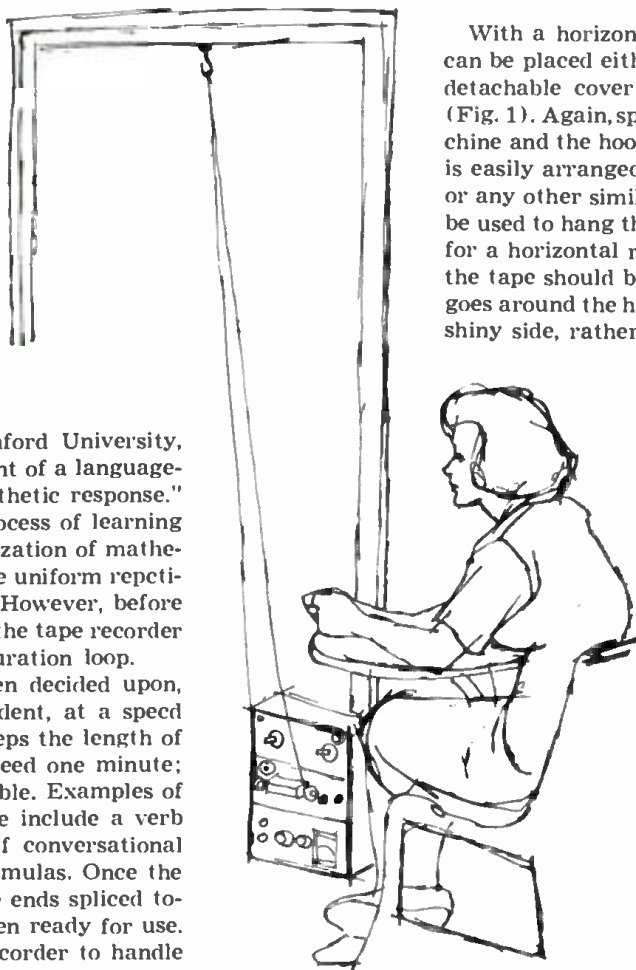 ford University,
nt of a language-
thetic response."
ocess of learning
zation of mathe-
e uniform repeti-
However, before
the tape recorder
uration loop.
en decided upon,
dent, at a speed
eps the length of
eed one minute;
ble. Examples of
e include a verb
f conversational
mulas. Once the
e ends spliced to-
en ready for use.
corder to handle
With a horizon
can be placed eith
detachable cover
(Fig. 1). Again, sp
chine and the hoo
is easily arranged
or any other simil
be used to hang th
for a horizontal r
the tape should b
goes around the h
shiny side, rather